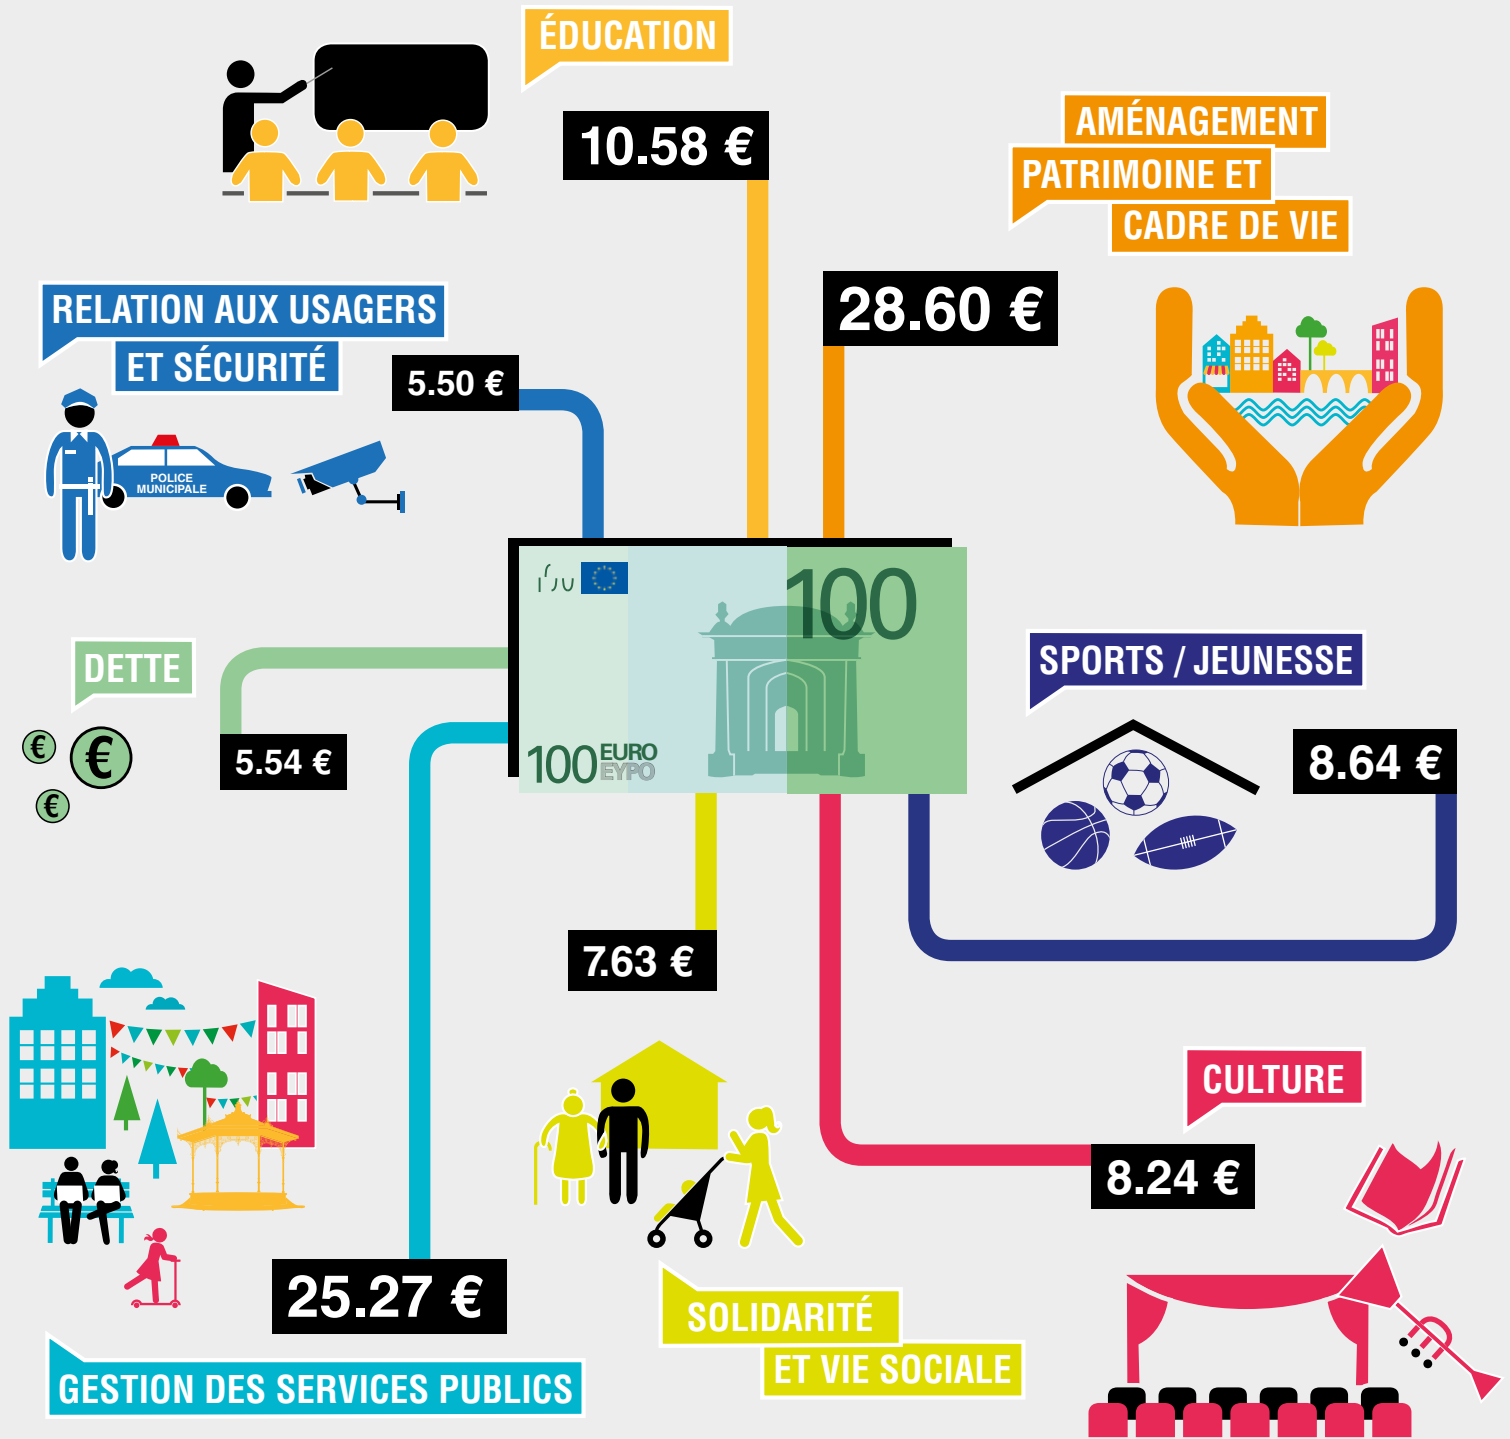 ÉDUCATION
10.58 €
AMÉNAGEMENT
PATRIMOINE ET
CADRE DE VIE
28.60 €
RELATION AUX USAGERS
ET SÉCURITÉ
5.50 €
POLICE
MUNICIPALE
100
100 EURO
ΕΥΡΩ
DETTE
€
€
€
5.54 €
SPORTS / JEUNESSE
8.64 €
7.63 €
CULTURE
8.24 €
25.27 €
SOLIDARITÉ
ET VIE SOCIALE
GESTION DES SERVICES PUBLICS